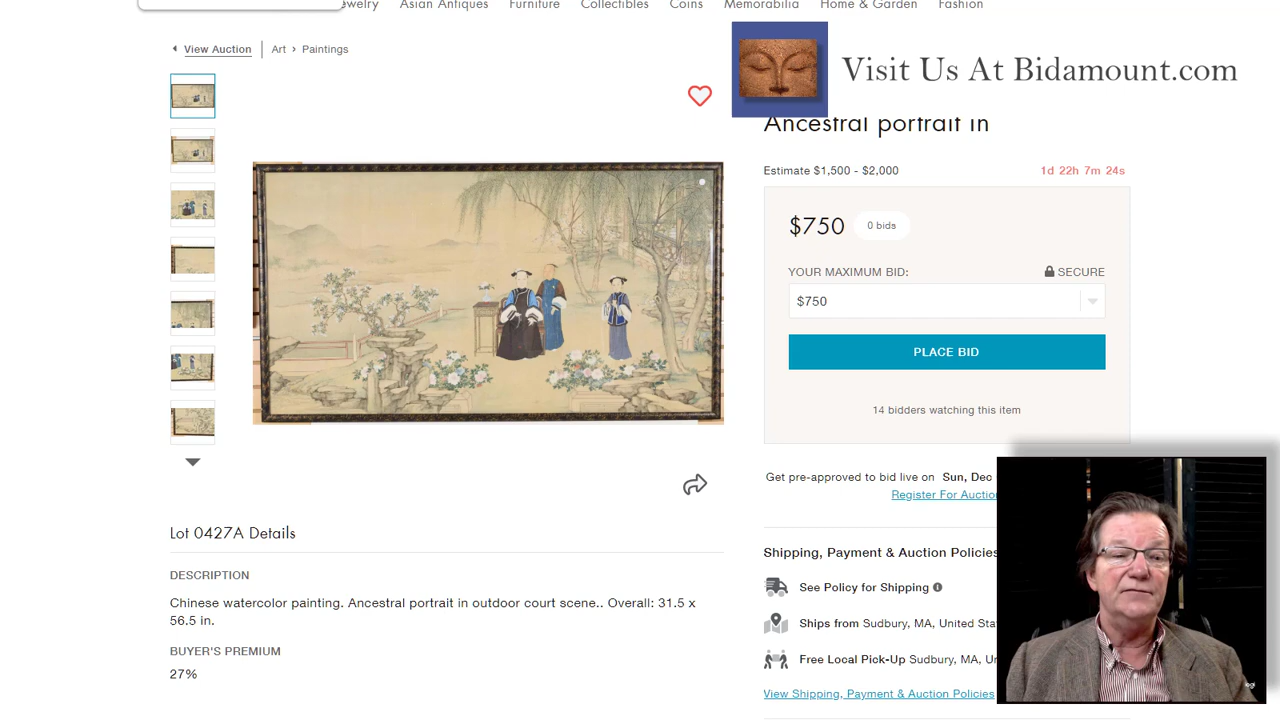 Jewelry Asian Antiques Furniture Collectibles Coins Memorabilia Home & Garden Fashion
View Auction Art › Paintings
Visit Us At Bidamount.com
Ancestral portrait in
Estimate $1,500 - $2,000 1d 22h 7m 24s
$750 0 bids
YOUR MAXIMUM BID: SECURE
$750
PLACE BID
14 bidders watching this item
Get pre-approved to bid live on Sun, Dec
Register For Auction
Lot 0427A Details
DESCRIPTION
Chinese watercolor painting. Ancestral portrait in outdoor court scene.. Overall: 31.5 x
56.5 in.
BUYER'S PREMIUM
27%
Shipping, Payment & Auction Policies
See Policy for Shipping
Ships from Sudbury, MA, United Sta
Free Local Pick-Up Sudbury, MA, Un
View Shipping, Payment & Auction Policies